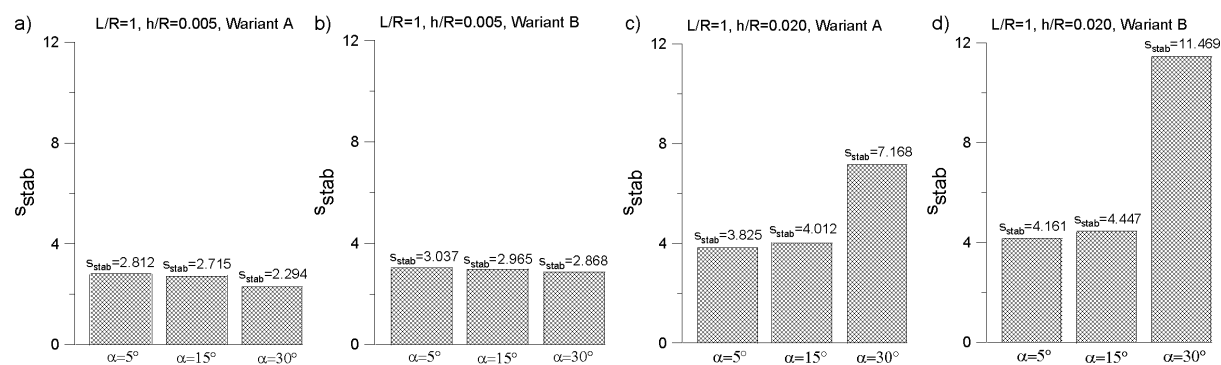 a) L/R=1, h/R=0.005, Wariant A
12
8
4
0
s_stab
s_stab=2.812
s_stab=2.715
s_stab=2.294
α=5° α=15° α=30°
b) L/R=1, h/R=0.005, Wariant B
12
8
4
0
s_stab
s_stab=3.037
s_stab=2.965
s_stab=2.868
α=5° α=15° α=30°
c) L/R=1, h/R=0.020, Wariant A
12
8
4
0
s_stab
s_stab=3.825
s_stab=4.012
s_stab=7.168
α=5° α=15° α=30°
d) L/R=1, h/R=0.020, Wariant B
12
8
4
0
s_stab
s_stab=4.161
s_stab=4.447
s_stab=11.469
α=5° α=15° α=30°